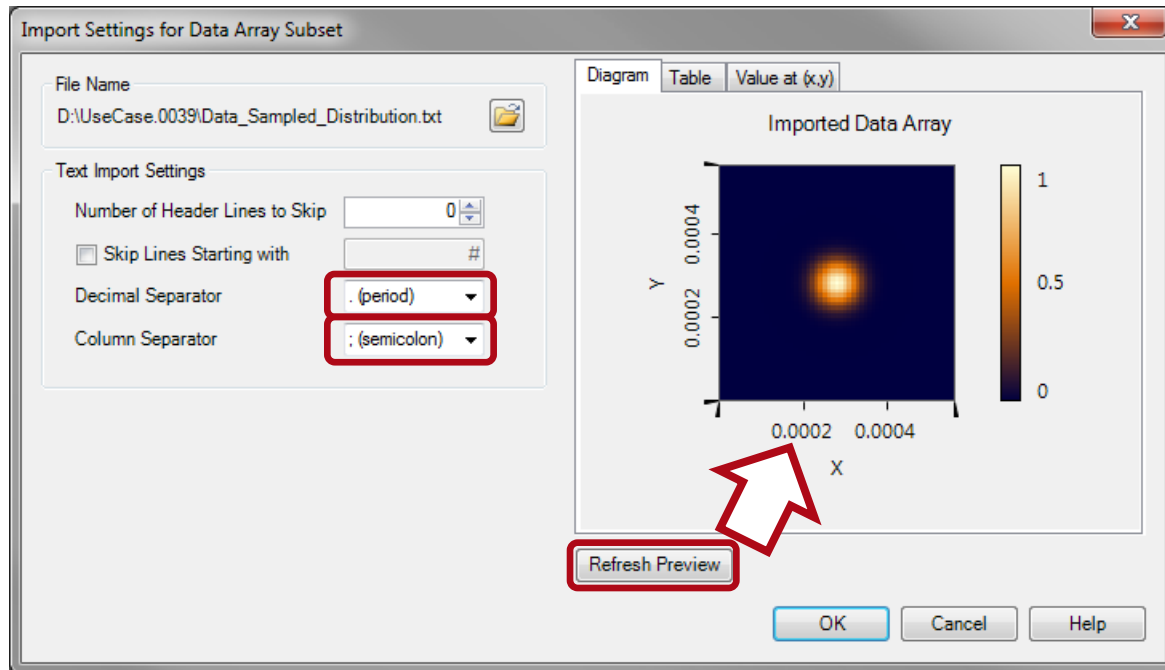 Import Settings for Data Array Subset
File Name
D:\UseCase.0039\Data_Sampled_Distribution.txt
Text Import Settings
Number of Header Lines to Skip 0
Skip Lines Starting with #
Decimal Separator . (period)
Column Separator ; (semicolon)
Diagram Table Value at (x,y)
Imported Data Array
Y
0.0004
0.0002
0.0002 0.0004
X
1
0.5
0
Refresh Preview
OK Cancel Help